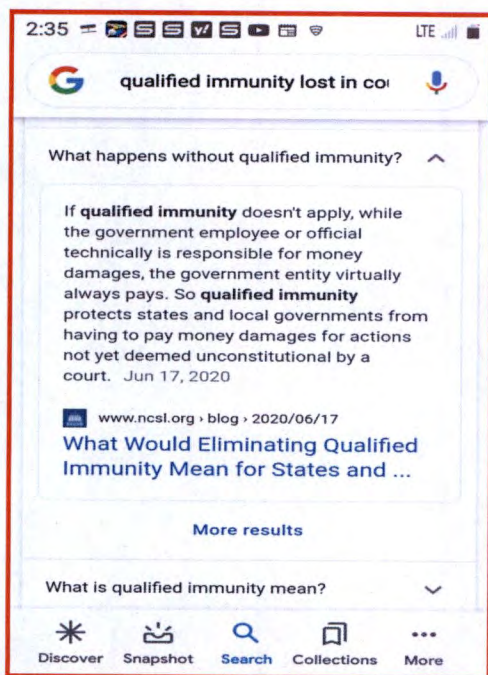 2:35 LTE
qualified immunity lost in co
What happens without qualified immunity?
If qualified immunity doesn't apply, while
the government employee or official
technically is responsible for money
damages, the government entity virtually
always pays. So qualified immunity
protects states and local governments from
having to pay money damages for actions
not yet deemed unconstitutional by a
court. Jun 17, 2020
www.ncsl.org › blog › 2020/06/17
What Would Eliminating Qualified
Immunity Mean for States and ...
More results
What is qualified immunity mean?
Discover Snapshot Search Collections More